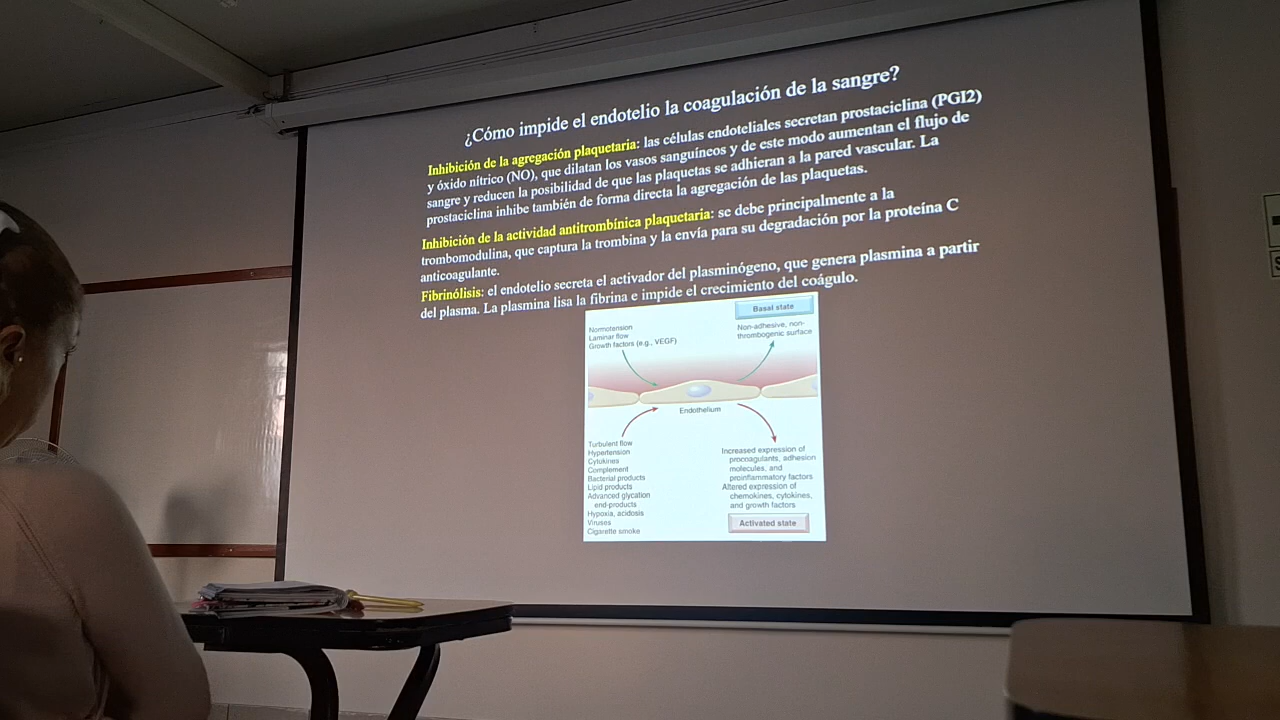 ¿Cómo impide el endotelio la coagulación de la sangre?
Inhibición de la agregación plaquetaria: las células endoteliales secretan prostaciclina (PGI2)
y óxido nítrico (NO), que dilatan los vasos sanguíneos y de este modo aumentan el flujo de
sangre y reducen la posibilidad de que las plaquetas se adhieran a la pared vascular. La
prostaciclina inhibe también de forma directa la agregación de las plaquetas.
Inhibición de la actividad antitrombínica plaquetaria: se debe principalmente a la
trombomodulina, que captura la trombina y la envía para su degradación por la proteína C
anticoagulante.
Fibrinólisis: el endotelio secreta el activador del plasminógeno, que genera plasmina a partir
del plasma. La plasmina lisa la fibrina e impide el crecimiento del coágulo.
Basal state
Normotension
Laminar flow
Growth factors (e.g., VEGF)
Non-adhesive, non-
thrombogenic surface
Endothelium
Turbulent flow
Hypertension
Cytokines
Complement
Bacterial products
Lipid products
Advanced glycation
end-products
Hypoxia, acidosis
Viruses
Cigarette smoke
Increased expression of
procoagulants, adhesion
molecules, and
proinflammatory factors
Altered expression of
chemokines, cytokines,
and growth factors
Activated state